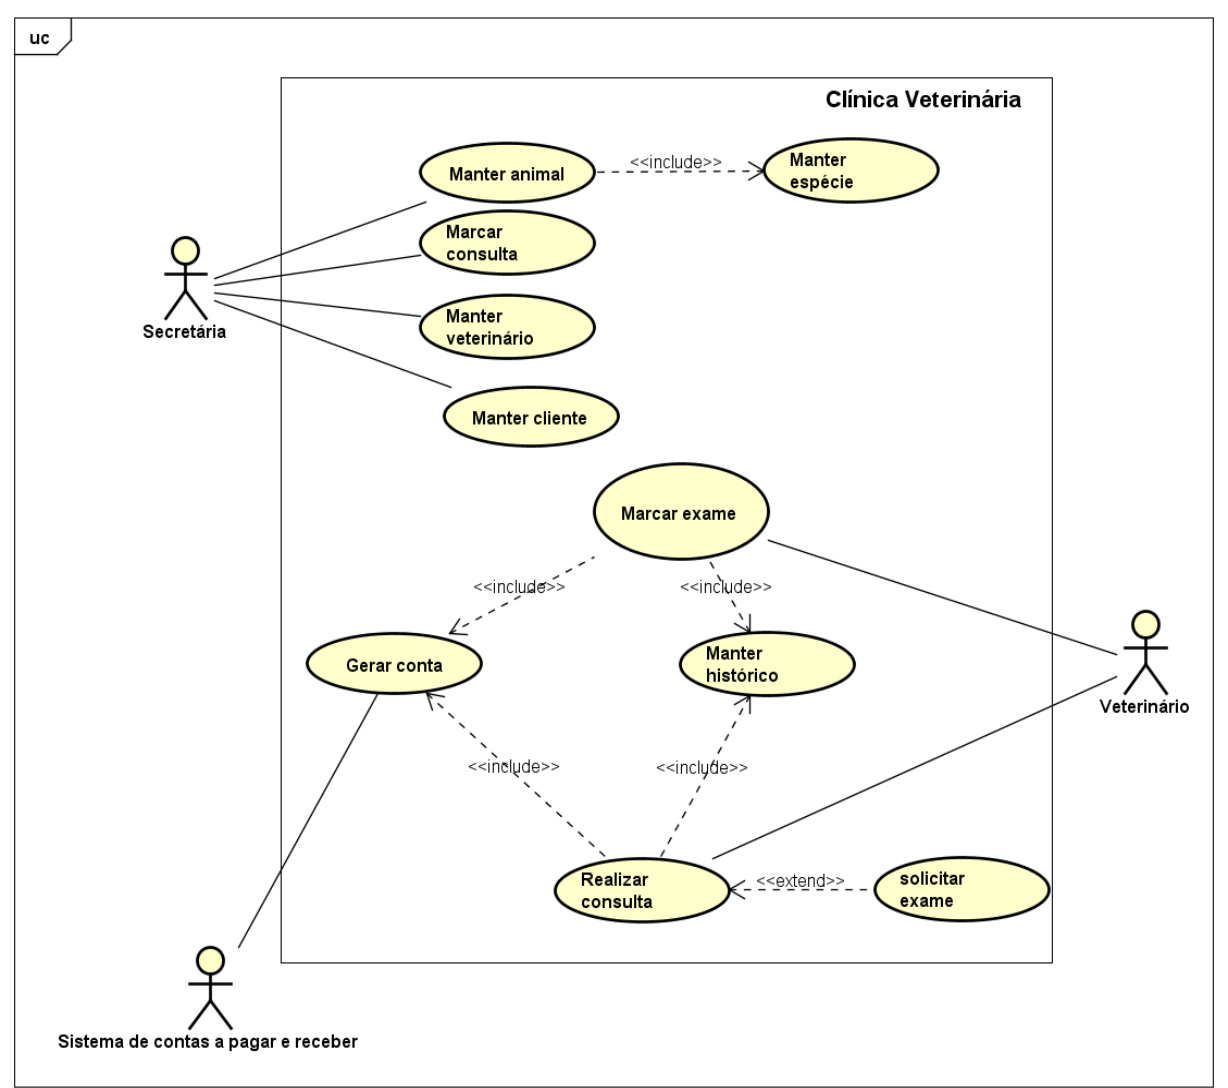 uc
Clínica Veterinária
Manter animal
<<include>>
Manter
espécie
Marcar
consulta
Secretária
Manter
veterinário
Manter cliente
Marcar exame
<<include>>
<<include>>
Gerar conta
Manter
histórico
Veterinário
<<include>>
<<include>>
Realizar
consulta
<<extend>>
solicitar
exame
Sistema de contas a pagar e receber